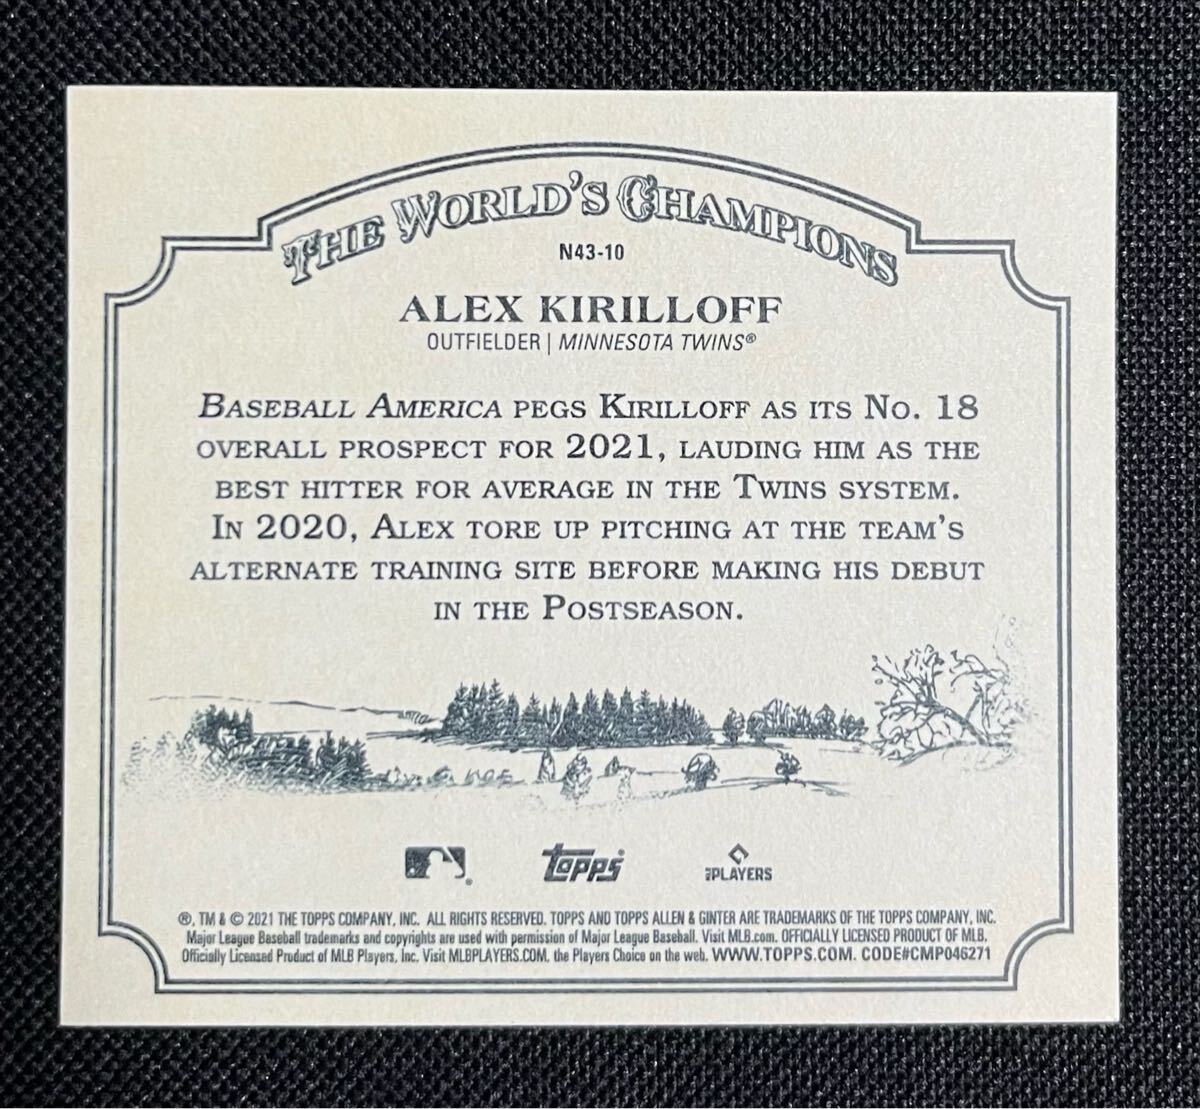 THE WORLD'S CHAMPIONS
N43-10
ALEX KIRILLOFF
OUTFIELDER | MINNESOTA TWINS®
BASEBALL AMERICA PEGS KIRILLOFF AS ITS NO. 18
OVERALL PROSPECT FOR 2021, LAUDING HIM AS THE
BEST HITTER FOR AVERAGE IN THE TWINS SYSTEM.
IN 2020, ALEX TORE UP PITCHING AT THE TEAM'S
ALTERNATE TRAINING SITE BEFORE MAKING HIS DEBUT
IN THE POSTSEASON.
® topps PLAYERS
®, TM & © 2021 THE TOPPS COMPANY, INC. ALL RIGHTS RESERVED. TOPPS AND TOPPS ALLEN & GINTER ARE TRADEMARKS OF THE TOPPS COMPANY, INC.
Major League Baseball trademarks and copyrights are used with permission of Major League Baseball. Visit MLB.com. OFFICIALLY LICENSED PRODUCT OF MLB.
Officially Licensed Product of MLB Players, Inc. Visit MLBPLAYERS.COM, the Players Choice on the web. WWW.TOPPS.COM. CODE#CMP046271